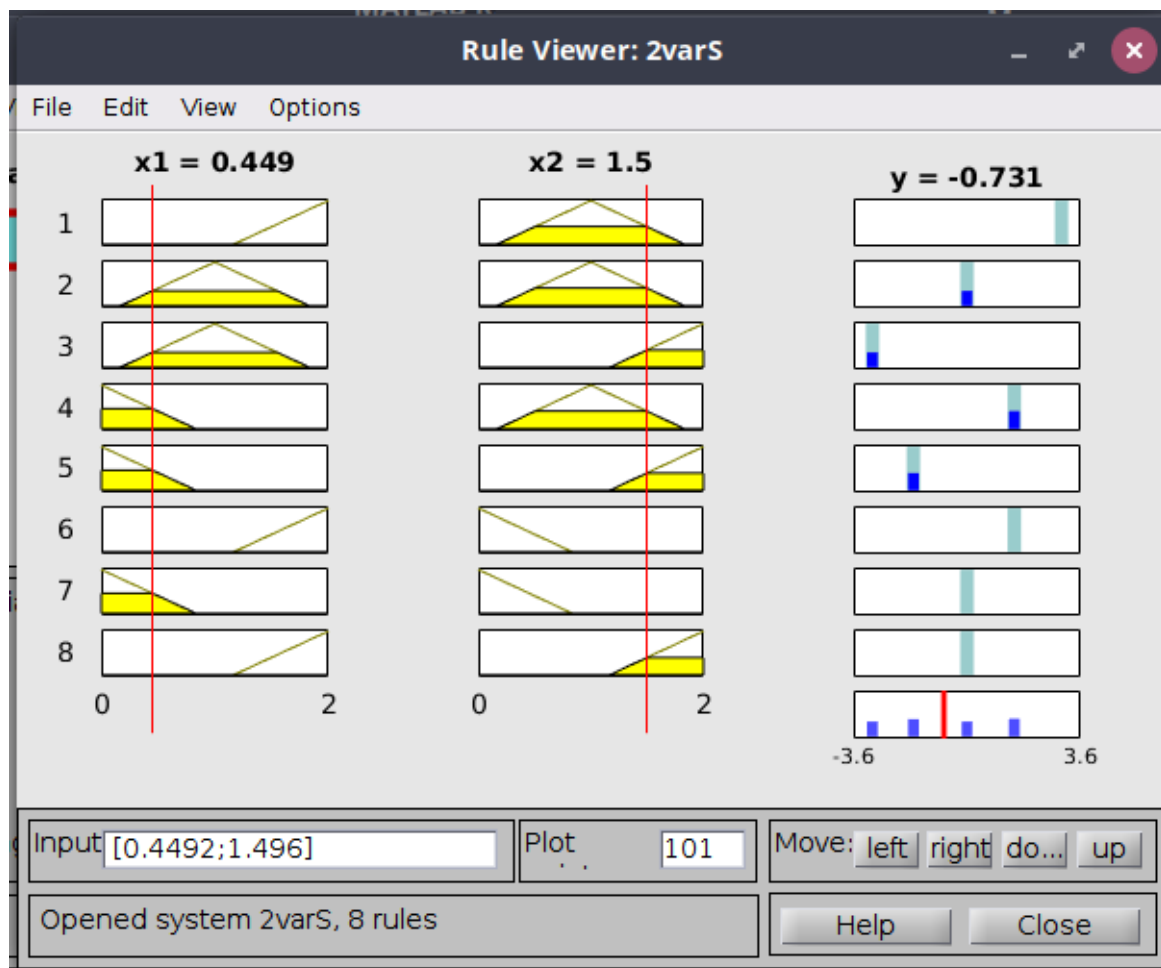 Rule Viewer: 2varS
File Edit View Options
x1 = 0.449
x2 = 1.5
y = -0.731
1
2
3
4
5
6
7
8
0 2
0 2
-3.6 3.6
Input [0.4492;1.496]
Plot 101
Move: left right do... up
Opened system 2varS, 8 rules
Help Close